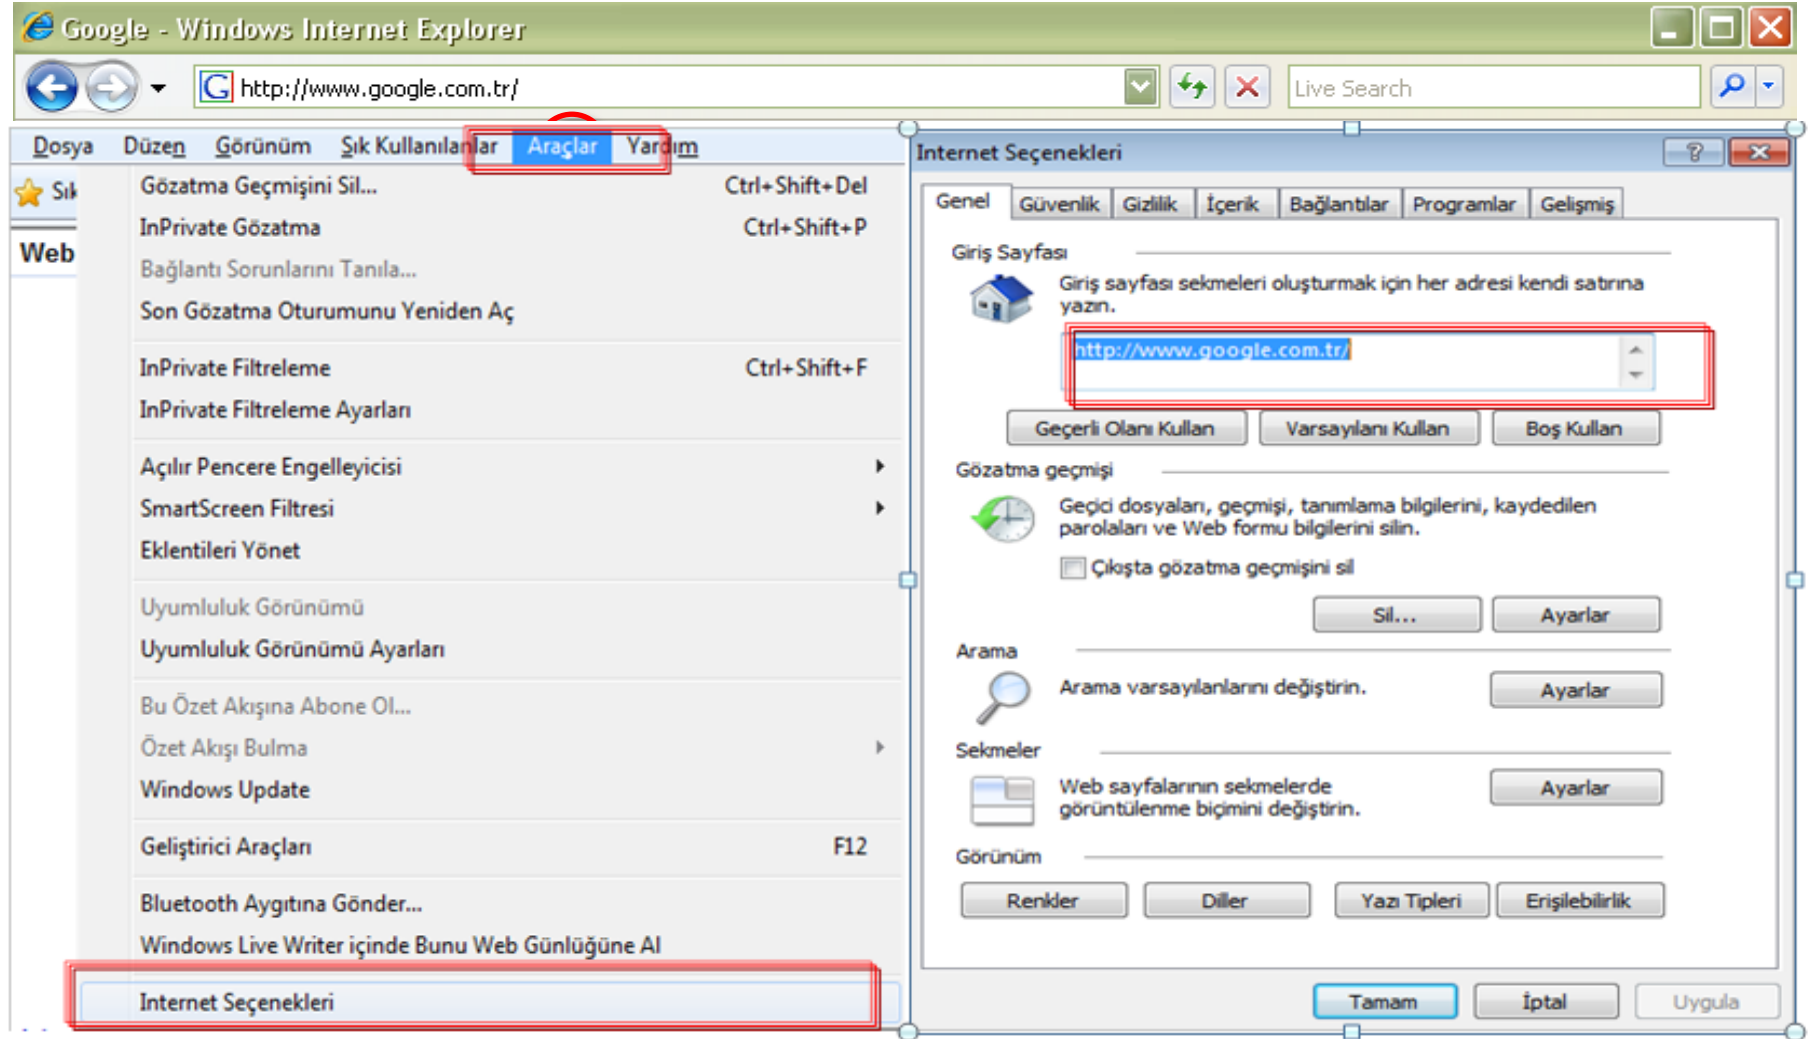 Google - Windows Internet Explorer
http://www.google.com.tr/
Live Search
Dosya Düzen Görünüm Sık Kullanılanlar Araçlar Yardım
Sık
Web
Gözatma Geçmişini Sil... Ctrl+Shift+Del
InPrivate Gözatma Ctrl+Shift+P
Bağlantı Sorunlarını Tanıla...
Son Gözatma Oturumunu Yeniden Aç
InPrivate Filtreleme Ctrl+Shift+F
InPrivate Filtreleme Ayarları
Açılır Pencere Engelleyicisi
SmartScreen Filtresi
Eklentileri Yönet
Uyumluluk Görünümü
Uyumluluk Görünümü Ayarları
Bu Özet Akışına Abone Ol...
Özet Akışı Bulma
Windows Update
Geliştirici Araçları F12
Bluetooth Aygıtına Gönder...
Windows Live Writer içinde Bunu Web Günlüğüne Al
Internet Seçenekleri
Internet Seçenekleri
Genel Güvenlik Gizlilik İçerik Bağlantılar Programlar Gelişmiş
Giriş Sayfası
Giriş sayfası sekmeleri oluşturmak için her adresi kendi satırına
yazın.
http://www.google.com.tr/
Geçerli Olanı Kullan Varsayılanı Kullan Boş Kullan
Gözatma geçmişi
Geçici dosyaları, geçmişi, tanımlama bilgilerini, kaydedilen
parolaları ve Web formu bilgilerini silin.
Çıkışta gözatma geçmişini sil
Sil... Ayarlar
Arama
Arama varsayılanlarını değiştirin. Ayarlar
Sekmeler
Web sayfalarının sekmelerde
görüntülenme biçimini değiştirin.
Ayarlar
Görünüm
Renkler Diller Yazı Tipleri Erişilebilirlik
Tamam İptal Uygula